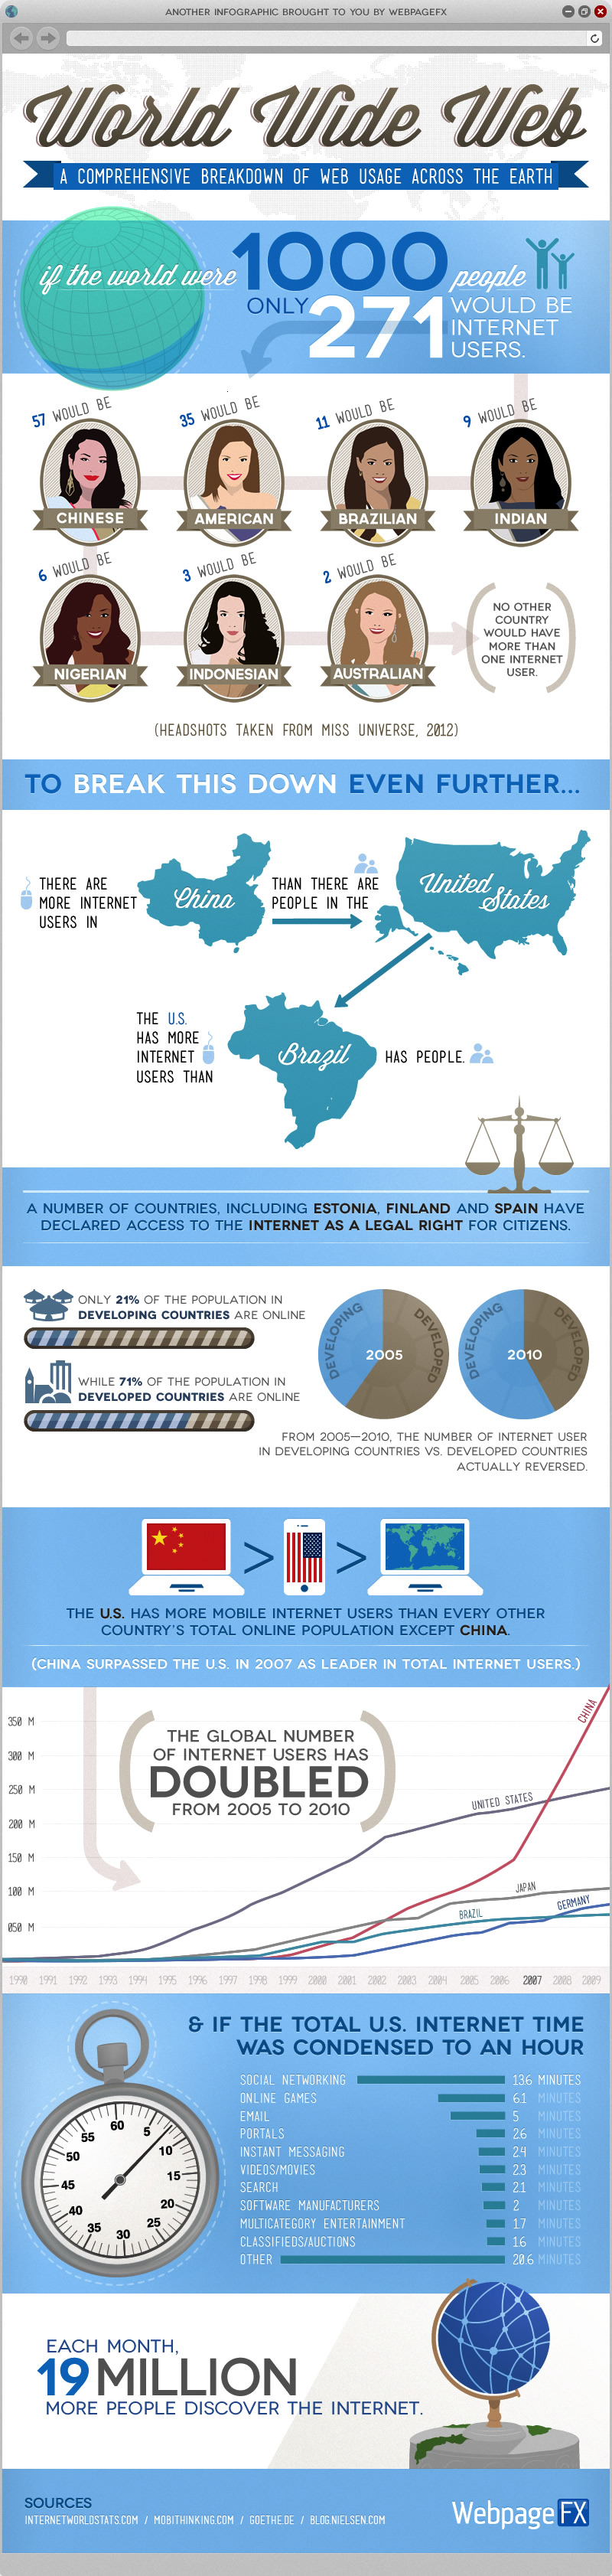 ANOTHER INFOGRAPHIC BROUGHT TO YOU BY WEBPAGEFX
World Wide Web
A COMPREHENSIVE BREAKDOWN OF WEB USAGE ACROSS THE EARTH
if the world were 1000 people
ONLY 271 WOULD BE
INTERNET
USERS.
57 WOULD BE
CHINESE
35 WOULD BE
AMERICAN
11 WOULD BE
BRAZILIAN
9 WOULD BE
INDIAN
6 WOULD BE
NIGERIAN
3 WOULD BE
INDONESIAN
2 WOULD BE
AUSTRALIAN
NO OTHER
COUNTRY
WOULD HAVE
MORE THAN
ONE INTERNET
USER.
(HEADSHOTS TAKEN FROM MISS UNIVERSE, 2012)
TO BREAK THIS DOWN EVEN FURTHER...
THERE ARE
MORE INTERNET
USERS IN
China
THAN THERE ARE
PEOPLE IN THE
United
States
THE U.S.
HAS MORE
INTERNET
USERS THAN
Brazil
HAS PEOPLE.
A NUMBER OF COUNTRIES, INCLUDING ESTONIA, FINLAND AND SPAIN HAVE
DECLARED ACCESS TO THE INTERNET AS A LEGAL RIGHT FOR CITIZENS.
ONLY 21% OF THE POPULATION IN
DEVELOPING COUNTRIES ARE ONLINE
WHILE 71% OF THE POPULATION IN
DEVELOPED COUNTRIES ARE ONLINE
DEVELOPING
2005
DEVELOPED
DEVELOPING
2010
DEVELOPED
FROM 2005—2010, THE NUMBER OF INTERNET USER
IN DEVELOPING COUNTRIES VS. DEVELOPED COUNTRIES
ACTUALLY REVERSED.
> >
THE U.S. HAS MORE MOBILE INTERNET USERS THAN EVERY OTHER
COUNTRY'S TOTAL ONLINE POPULATION EXCEPT CHINA.
(CHINA SURPASSED THE U.S. IN 2007 AS LEADER IN TOTAL INTERNET USERS.)
THE GLOBAL NUMBER
OF INTERNET USERS HAS
DOUBLED
FROM 2005 TO 2010
350 M
300 M
250 M
200 M
150 M
100 M
050 M
CHINA
UNITED STATES
JAPAN
GERMANY
BRAZIL
1990 1991 1992 1993 1994 1995 1996 1997 1998 1999 2000 2001 2002 2003 2004 2005 2006 2007 2008 2009
& IF THE TOTAL U.S. INTERNET TIME
WAS CONDENSED TO AN HOUR
60
5
10
15
20
25
30
35
40
45
50
55
SOCIAL NETWORKING 13.6 MINUTES
ONLINE GAMES 6.1 MINUTES
EMAIL 5 MINUTES
PORTALS 2.6 MINUTES
INSTANT MESSAGING 2.4 MINUTES
VIDEOS/MOVIES 2.3 MINUTES
SEARCH 2.1 MINUTES
SOFTWARE MANUFACTURERS 2 MINUTES
MULTICATEGORY ENTERTAINMENT 1.7 MINUTES
CLASSIFIEDS/AUCTIONS 1.6 MINUTES
OTHER 20.6 MINUTES
EACH MONTH,
19 MILLION
MORE PEOPLE DISCOVER THE INTERNET.
SOURCES
INTERNETWORLDSTATS.COM / MOBITHINKING.COM / GOETHE.DE / BLOG.NIELSEN.COM
WebpageFX